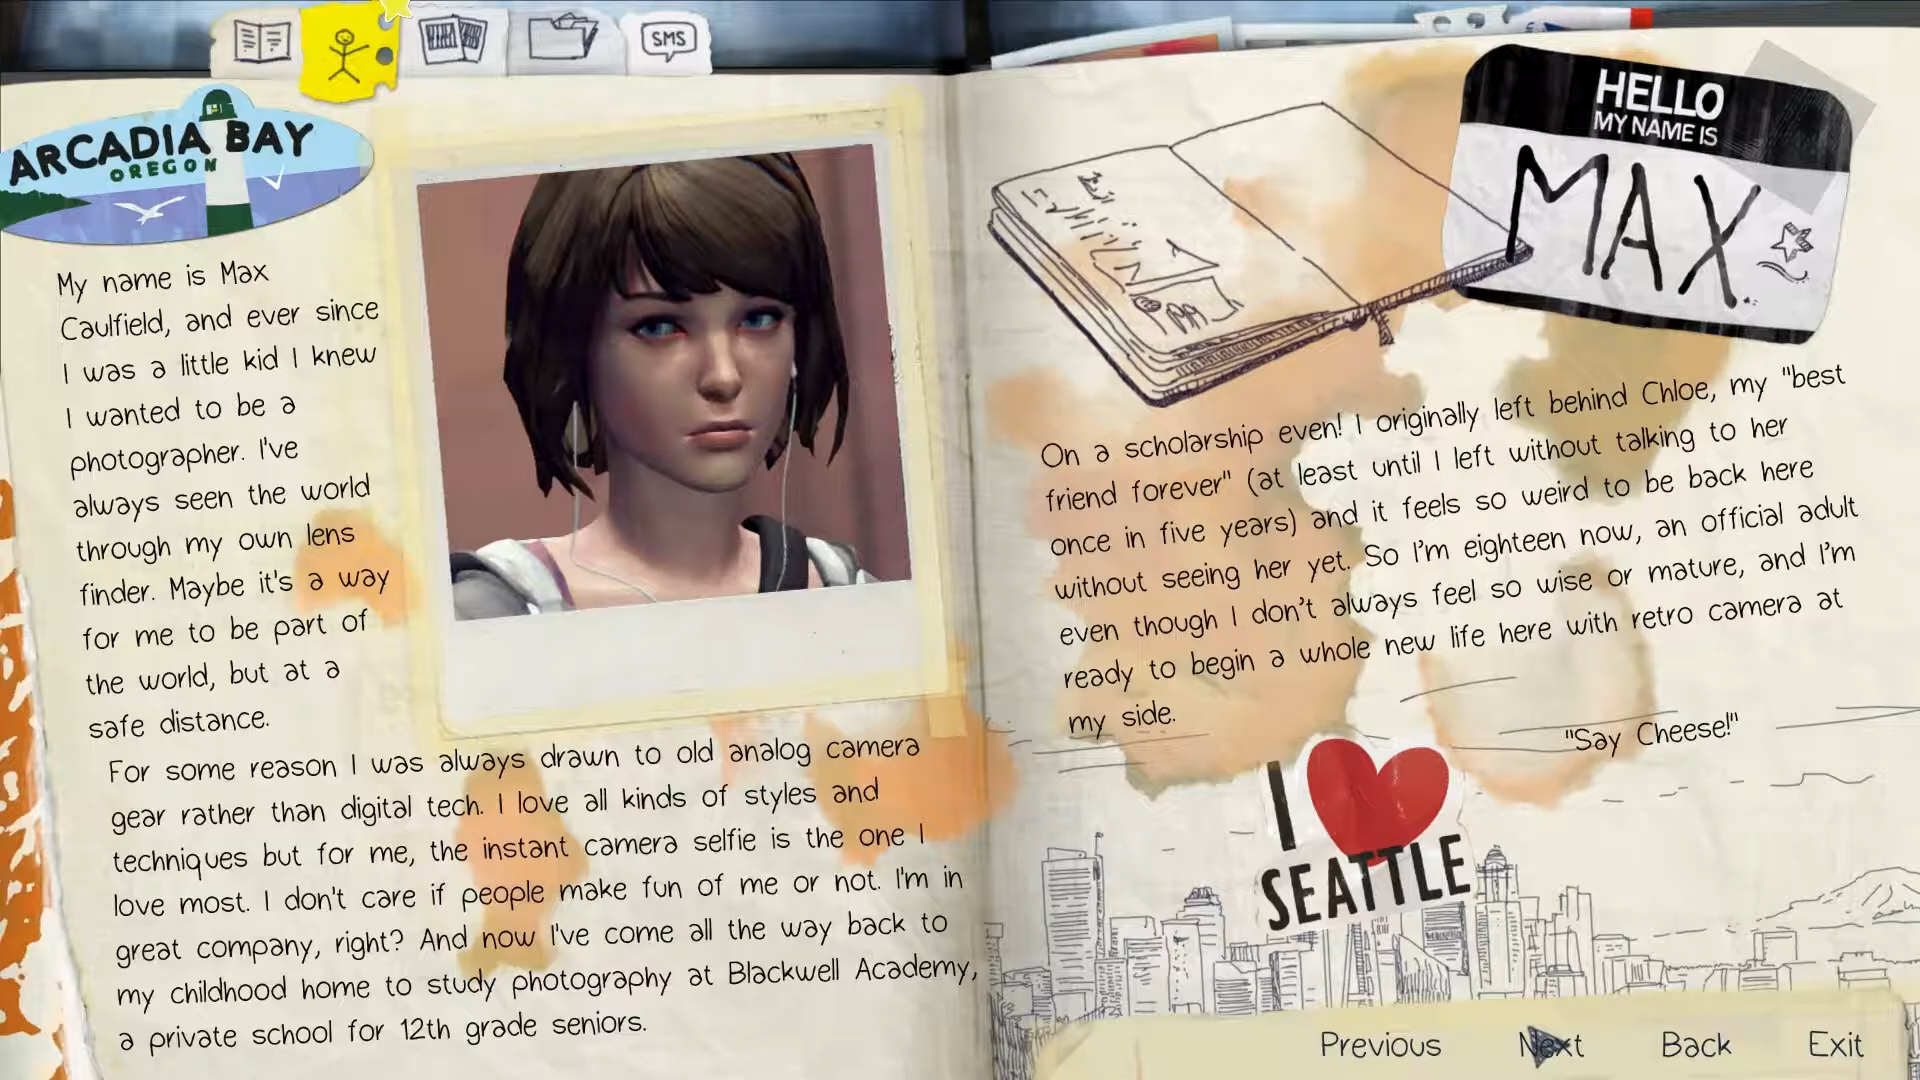 SMS
ARCADIA BAY
OREGON
My name is Max
Caulfield, and ever since
I was a little kid I knew
I wanted to be a
photographer. I've
always seen the world
through my own lens
finder. Maybe it's a way
for me to be part of
the world, but at a
safe distance.
For some reason I was always drawn to old analog camera
gear rather than digital tech. I love all kinds of styles and
techniques but for me, the instant camera selfie is the one I
love most. I don't care if people make fun of me or not. I'm in
great company, right? And now I've come all the way back to
my childhood home to study photography at Blackwell Academy,
a private school for 12th grade seniors.
HELLO
MY NAME IS
MAX.
On a scholarship even! I originally left behind Chloe, my "best
friend forever" (at least until I left without talking to her
once in five years) and it feels so weird to be back here
without seeing her yet. So I'm eighteen now, an official adult
even though I don't always feel so wise or mature, and I'm
ready to begin a whole new life here with retro camera at
my side.
"Say Cheese!"
I
SEATTLE
Previous Next Back Exit